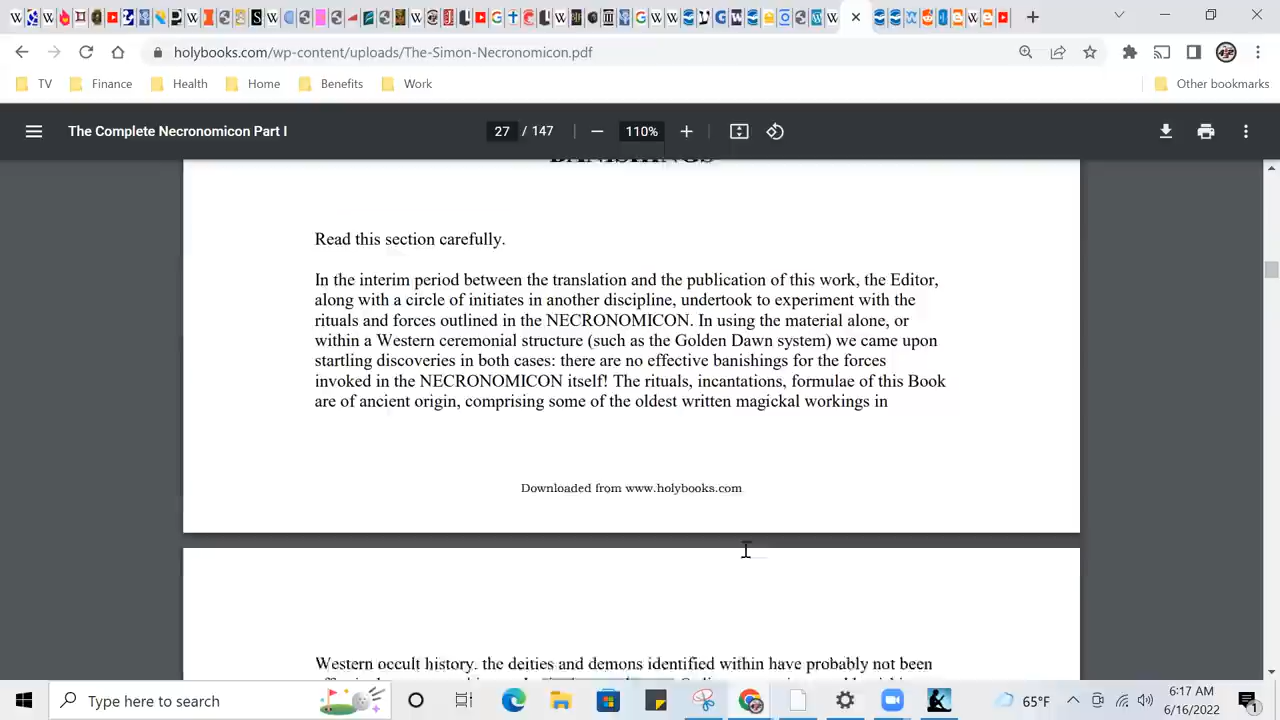 holybooks.com/wp-content/uploads/The-Simon-Necronomicon.pdf
TV Finance Health Home Benefits Work Other bookmarks
The Complete Necronomicon Part I 27 / 147 110%
BANISHINGS
Read this section carefully.
In the interim period between the translation and the publication of this work, the Editor,
along with a circle of initiates in another discipline, undertook to experiment with the
rituals and forces outlined in the NECRONOMICON. In using the material alone, or
within a Western ceremonial structure (such as the Golden Dawn system) we came upon
startling discoveries in both cases: there are no effective banishings for the forces
invoked in the NECRONOMICON itself! The rituals, incantations, formulae of this Book
are of ancient origin, comprising some of the oldest written magickal workings in
Downloaded from www.holybooks.com
Western occult history. the deities and demons identified within have probably not been
Type here to search
65°F
6:17 AM
6/16/2022